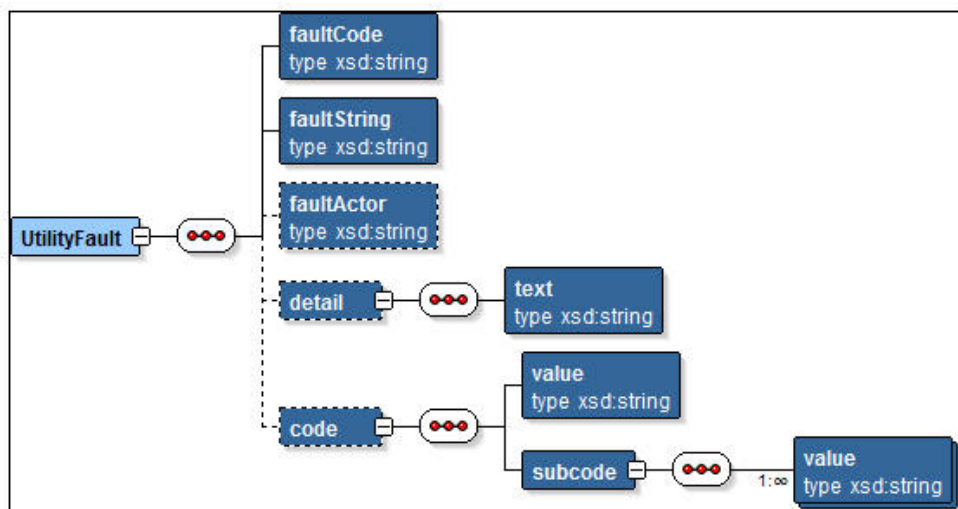 faultCode
type xsd:string
faultString
type xsd:string
faultActor
type xsd:string
UtilityFault
detail
text
type xsd:string
value
type xsd:string
code
subcode
1:∞
value
type xsd:string